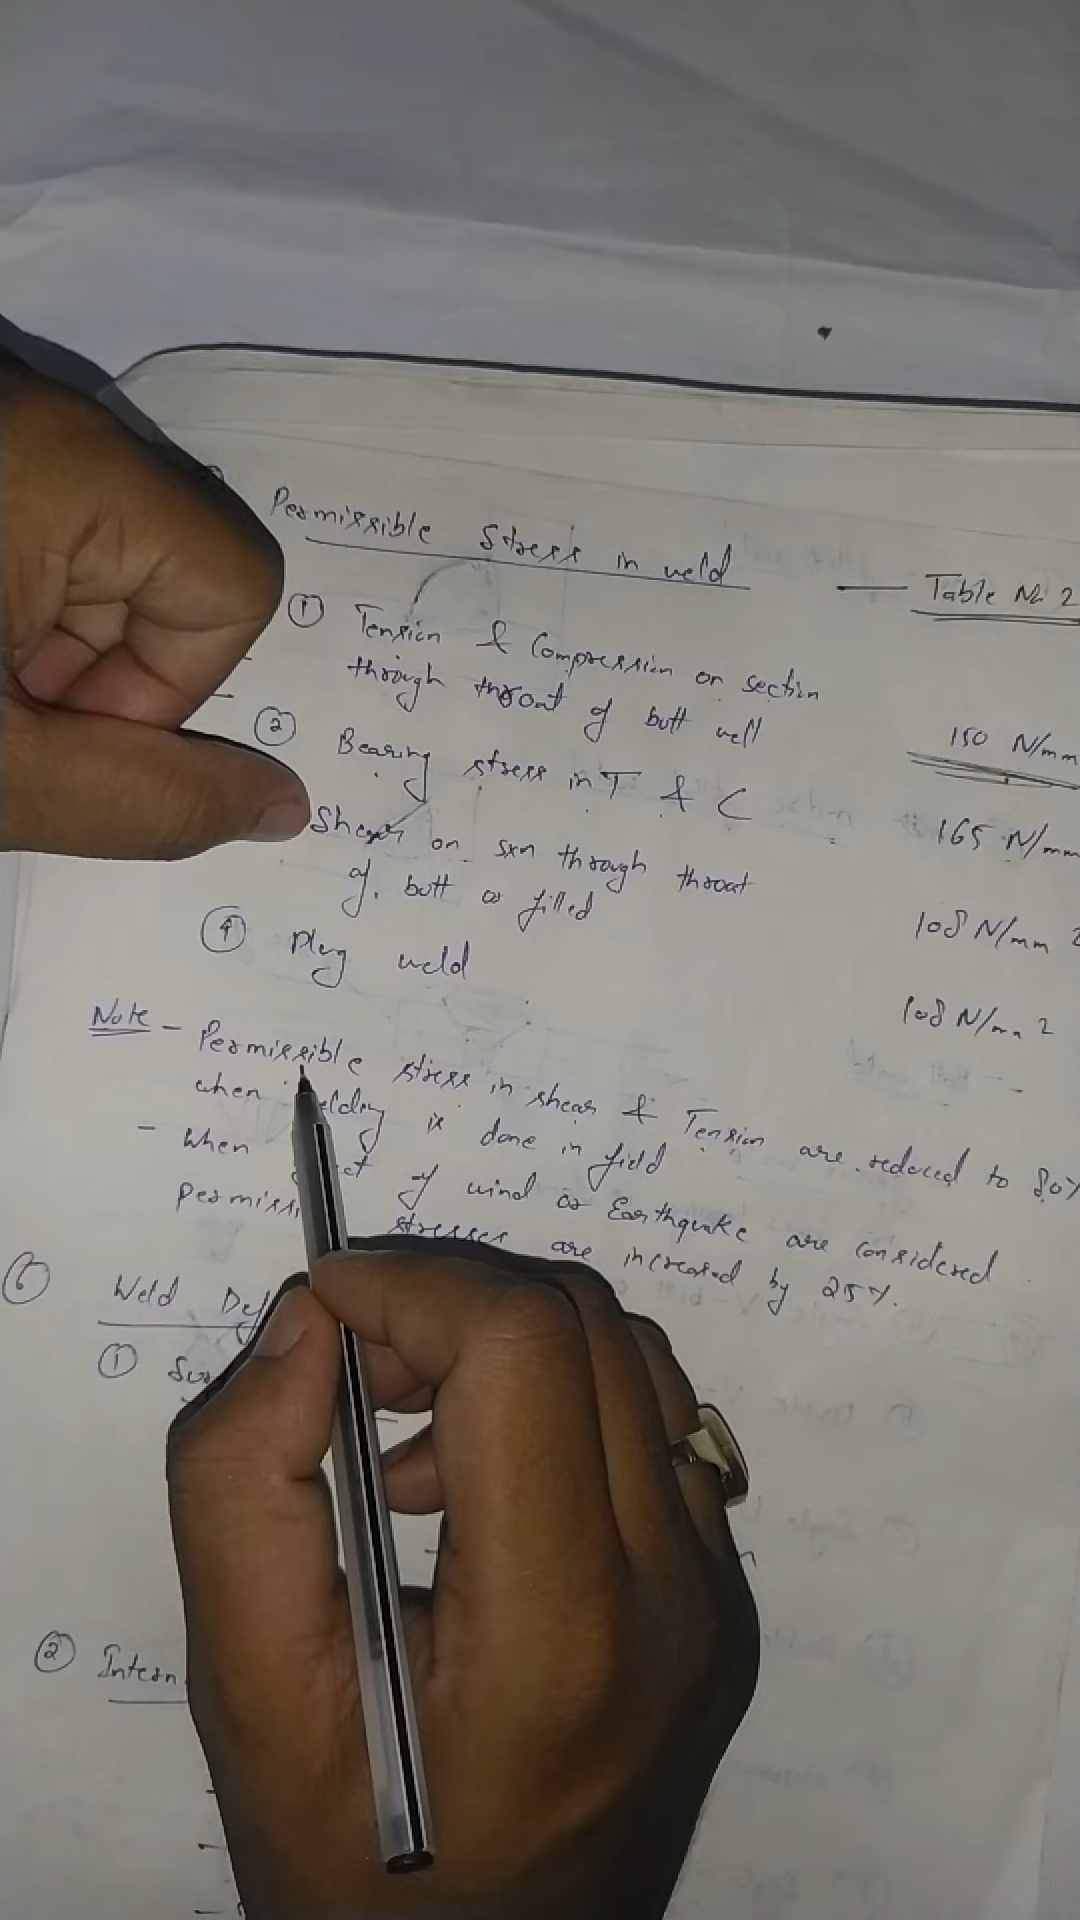 Permissible Stress in weld — Table No 2
① Tension & Compression on section
through throat of butt well 150 N/mm
② Bearing stress in T & C 165 N/mm
Shear on sxn through throat
of butt or filled 108 N/mm 2
④ Plug weld 108 N/mm 2
Note - Permissible stress in shear & Tension are reduced to 80%
when welding is done in field
- When of wind or Earthquake are considered
stresses are increased by 25%.
⑥ Weld
①
②